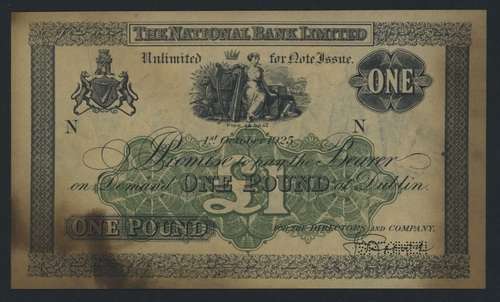 THE NATIONAL BANK LIMITED
Unlimited for Note Issue.
ONE
N N
1st October 1925
Promise to pay the Bearer
on Demand ONE POUND at Dublin.
£1
ONE POUND
FOR THE DIRECTORS AND COMPANY.